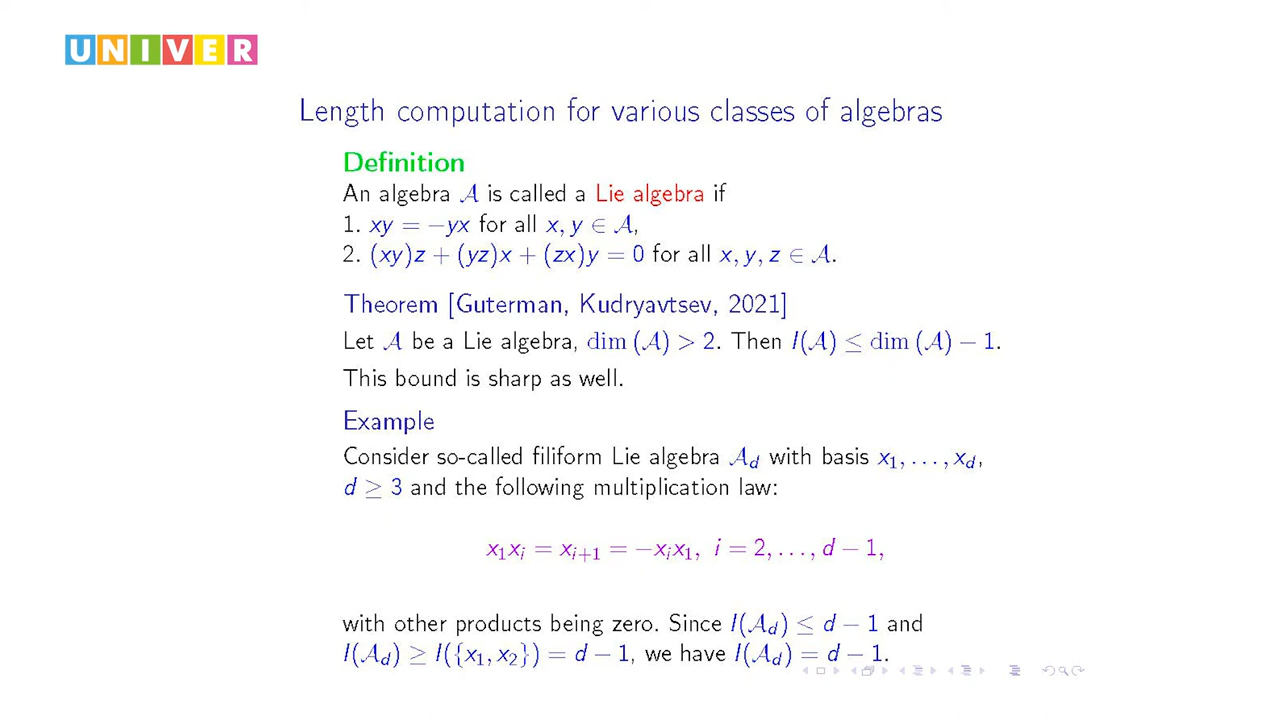 UNIVER
Length computation for various classes of algebras
Definition
An algebra 𝒜 is called a Lie algebra if
1. xy = −yx for all x, y ∈ 𝒜,
2. (xy)z + (yz)x + (zx)y = 0 for all x, y, z ∈ 𝒜.
Theorem [Guterman, Kudryavtsev, 2021]
Let 𝒜 be a Lie algebra, dim (𝒜) > 2. Then l(𝒜) ≤ dim (𝒜) − 1.
This bound is sharp as well.
Example
Consider so-called filiform Lie algebra 𝒜_d with basis x_1, . . . , x_d,
d ≥ 3 and the following multiplication law:
x_1x_i = x_{i+1} = −x_ix_1, i = 2, . . . , d − 1,
with other products being zero. Since l(𝒜_d) ≤ d − 1 and
l(𝒜_d) ≥ l({x_1, x_2}) = d − 1, we have l(𝒜_d) = d − 1.